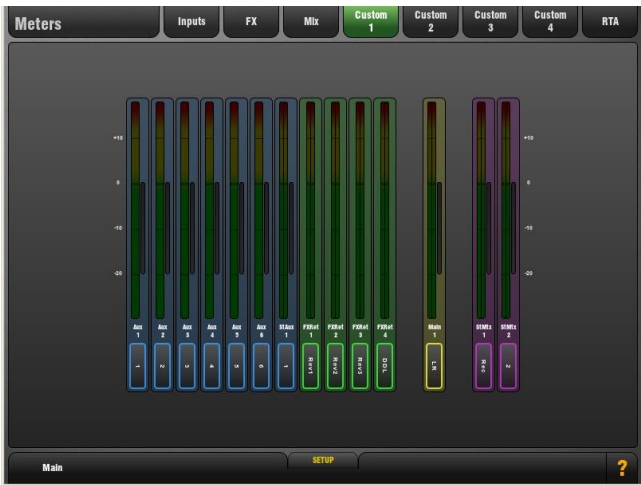 Meters
Inputs
FX
Mix
Custom
1
Custom
2
Custom
3
Custom
4
RTA
+10
0
-10
-20
+10
0
-10
-20
Aux
1
Aux
2
Aux
3
Aux
4
Aux
5
Aux
6
StAux
1
FXRet
1
FXRet
2
FXRet
3
FXRet
4
Main
1
StMtx
1
StMtx
2
1
2
3
4
5
6
1
Rev1
Rev2
Rev3
DDL
LR
Rec
2
Main
SETUP
?